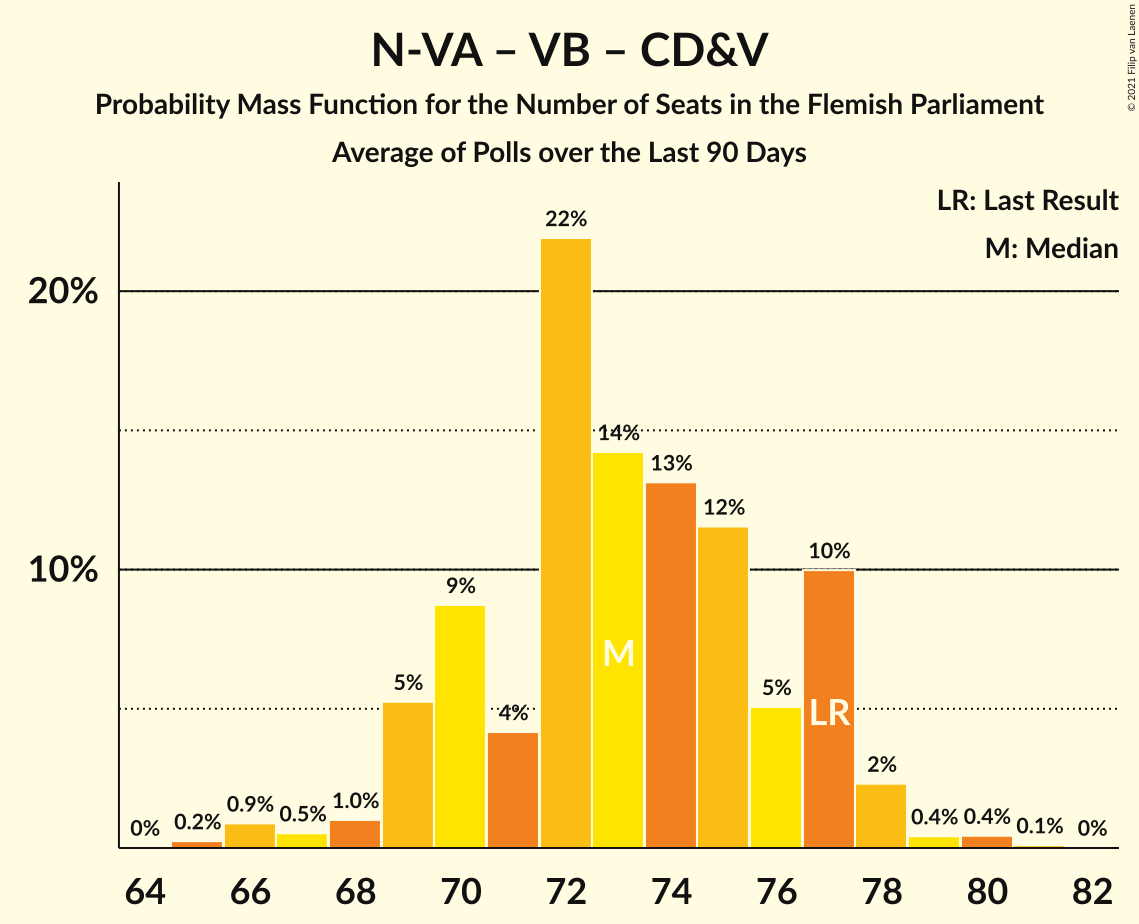 N-VA – VB – CD&V
Probability Mass Function for the Number of Seats in the Flemish Parliament
Average of Polls over the Last 90 Days
© 2021 Filip van Laenen
LR: Last Result
M: Median
20%
10%
0%
0.2%
0.9%
0.5%
1.0%
5%
9%
4%
22%
14%
13%
12%
5%
10%
2%
0.4%
0.4%
0.1%
0%
M
LR
64 66 68 70 72 74 76 78 80 82